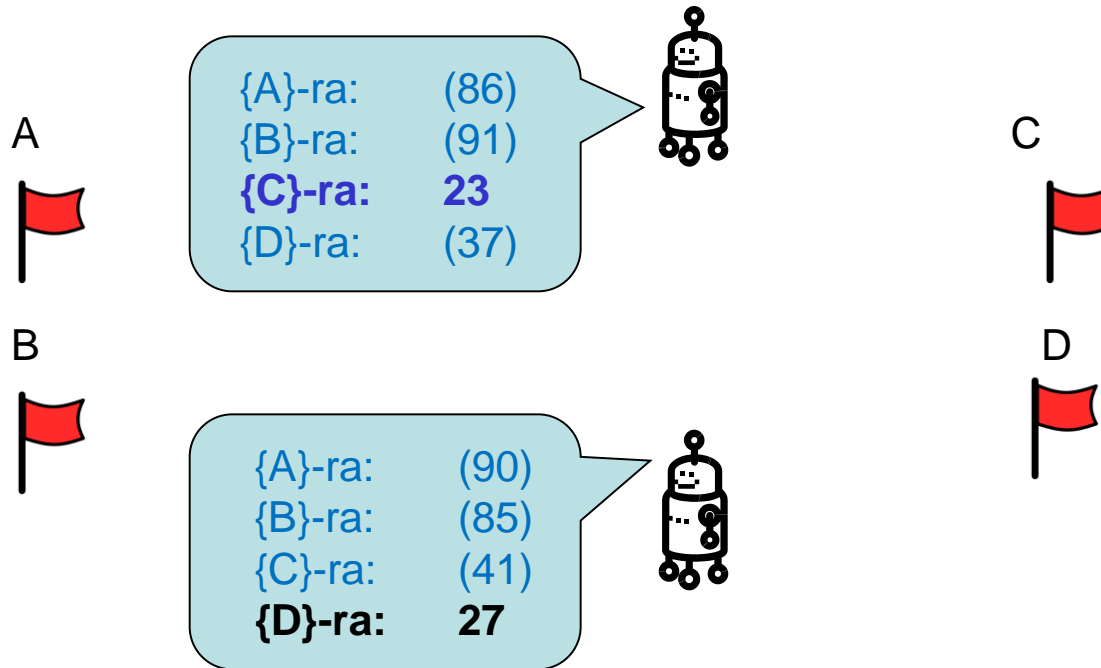 A
{A}-ra: (86)
{B}-ra: (91)
{C}-ra: 23
{D}-ra: (37)
C
B
{A}-ra: (90)
{B}-ra: (85)
{C}-ra: (41)
{D}-ra: 27
D